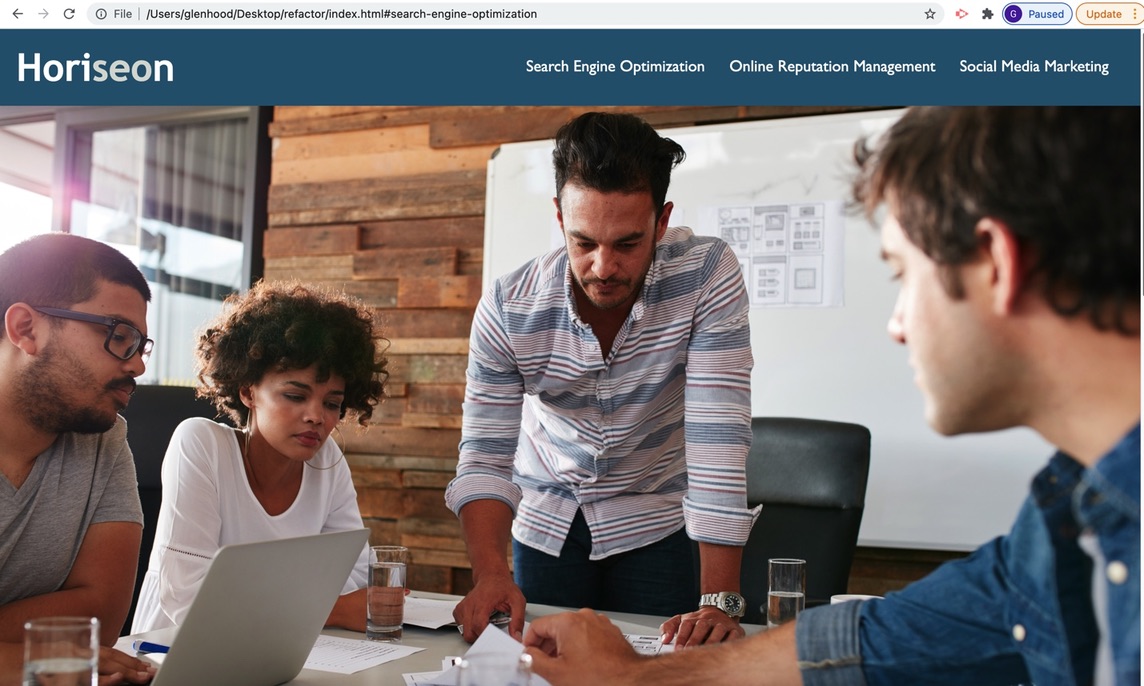 File /Users/glenhood/Desktop/refactor/index.html#search-engine-optimization G Paused Update
Horiseon Search Engine Optimization Online Reputation Management Social Media Marketing